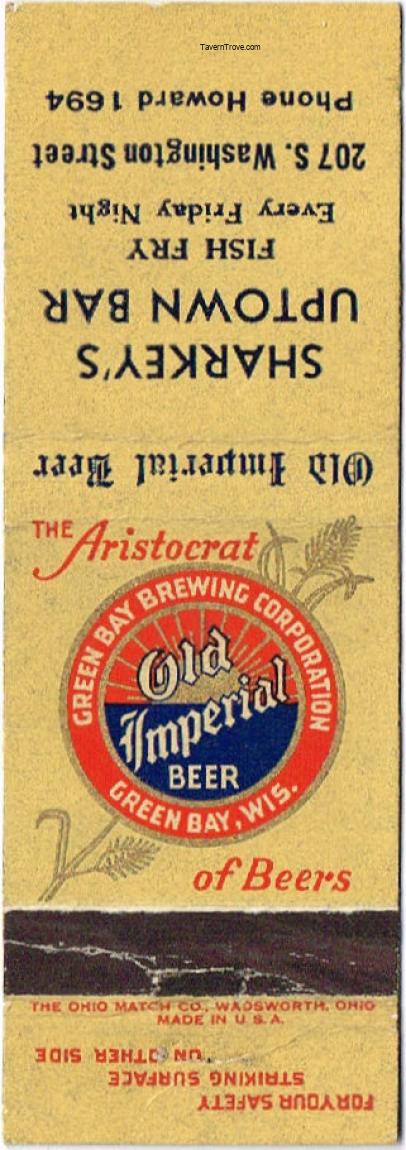 TavernTrove.com
SHARKEY'S
UPTOWN BAR
FISH FRY
Every Friday Night
207 S. Washington Street
Phone Howard 1694
Old Imperial Beer
THE Aristocrat
GREEN BAY BREWING CORPORATION
Old
Imperial
BEER
GREEN BAY, WIS.
of Beers
THE OHIO MATCH CO., WADSWORTH, OHIO
MADE IN U.S.A.
FOR YOUR SAFETY
STRIKING SURFACE
ON OTHER SIDE